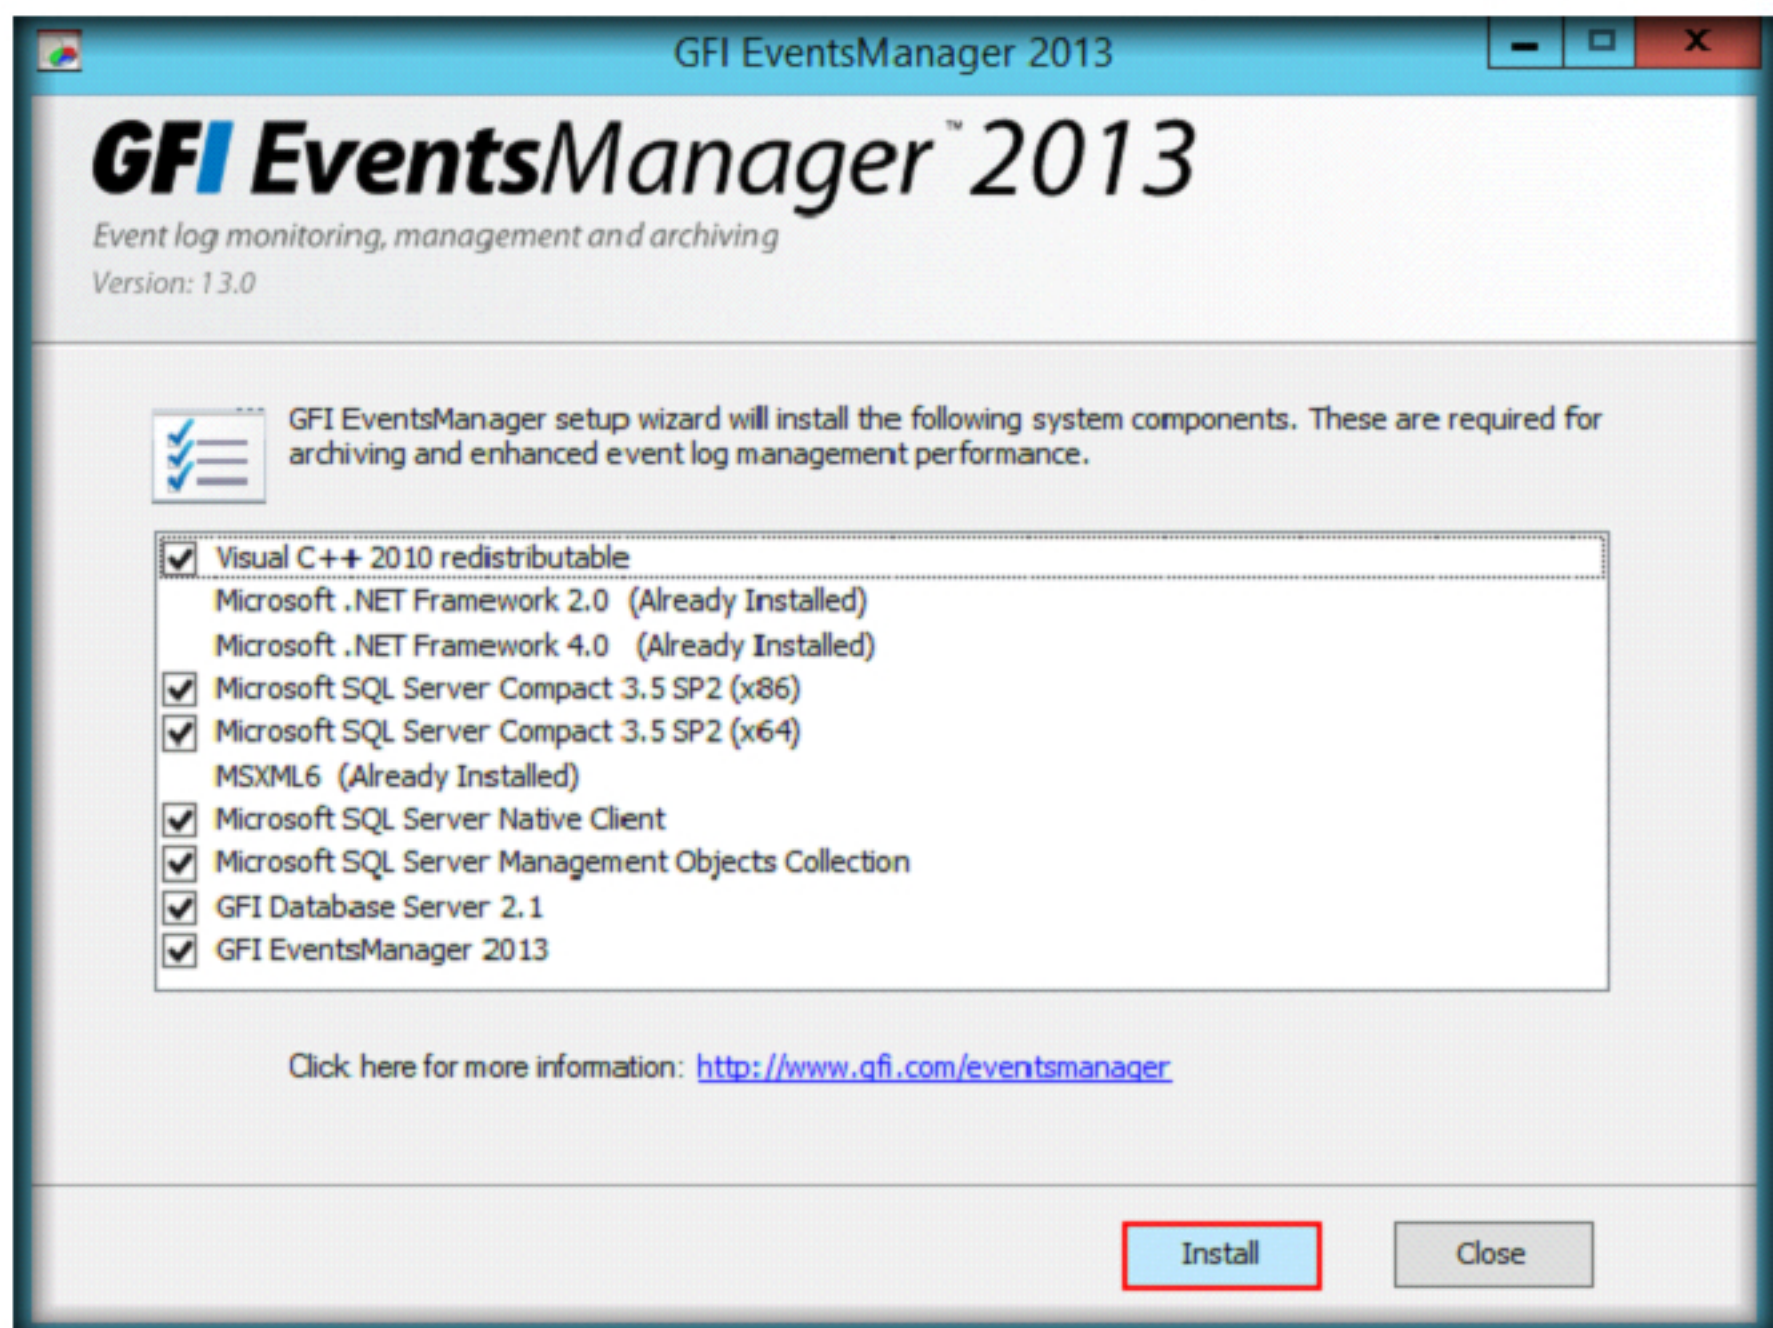 GFI EventsManager 2013
GFI EventsManager™ 2013
Event log monitoring, management and archiving
Version: 13.0
GFI EventsManager setup wizard will install the following system components. These are required for
archiving and enhanced event log management performance.
Visual C++ 2010 redistributable
Microsoft .NET Framework 2.0 (Already Installed)
Microsoft .NET Framework 4.0 (Already Installed)
Microsoft SQL Server Compact 3.5 SP2 (x86)
Microsoft SQL Server Compact 3.5 SP2 (x64)
MSXML6 (Already Installed)
Microsoft SQL Server Native Client
Microsoft SQL Server Management Objects Collection
GFI Database Server 2.1
GFI EventsManager 2013
Click here for more information: http://www.gfi.com/eventsmanager
Install Close